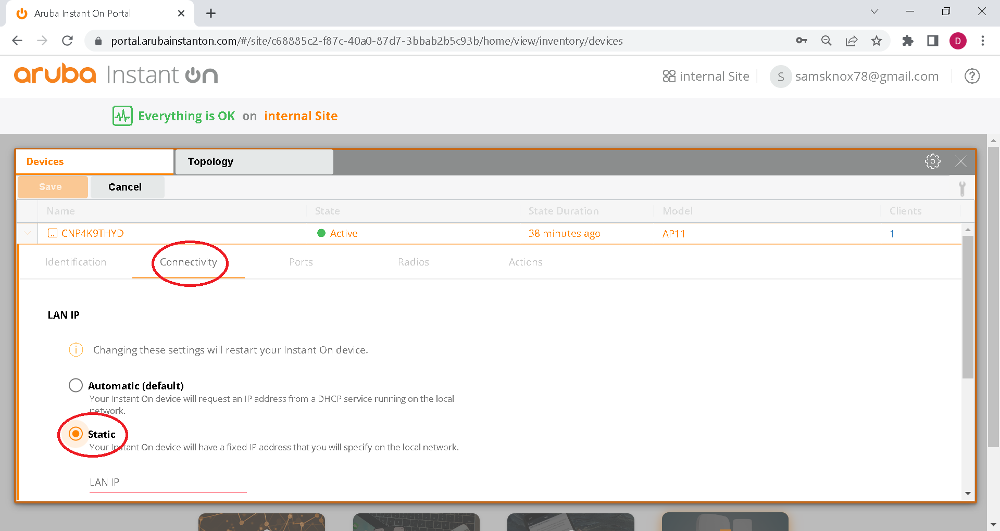 Aruba Instant On Portal
portal.arubainstanton.com/#/site/c68885c2-f87c-40a0-87d7-3bbab2b5c93b/home/view/inventory/devices
D
aruba Instant On
internal Site
S samsknox78@gmail.com
?
Everything is OK on internal Site
Devices
Topology
Save
Cancel
Name State State Duration Model Clients
CNP4K9THYD Active 38 minutes ago AP11 1
Identification Connectivity Ports Radios Actions
LAN IP
Changing these settings will restart your Instant On device.
Automatic (default)
Your Instant On device will request an IP address from a DHCP service running on the local
network.
Static
Your Instant On device will have a fixed IP address that you will specify on the local network.
LAN IP